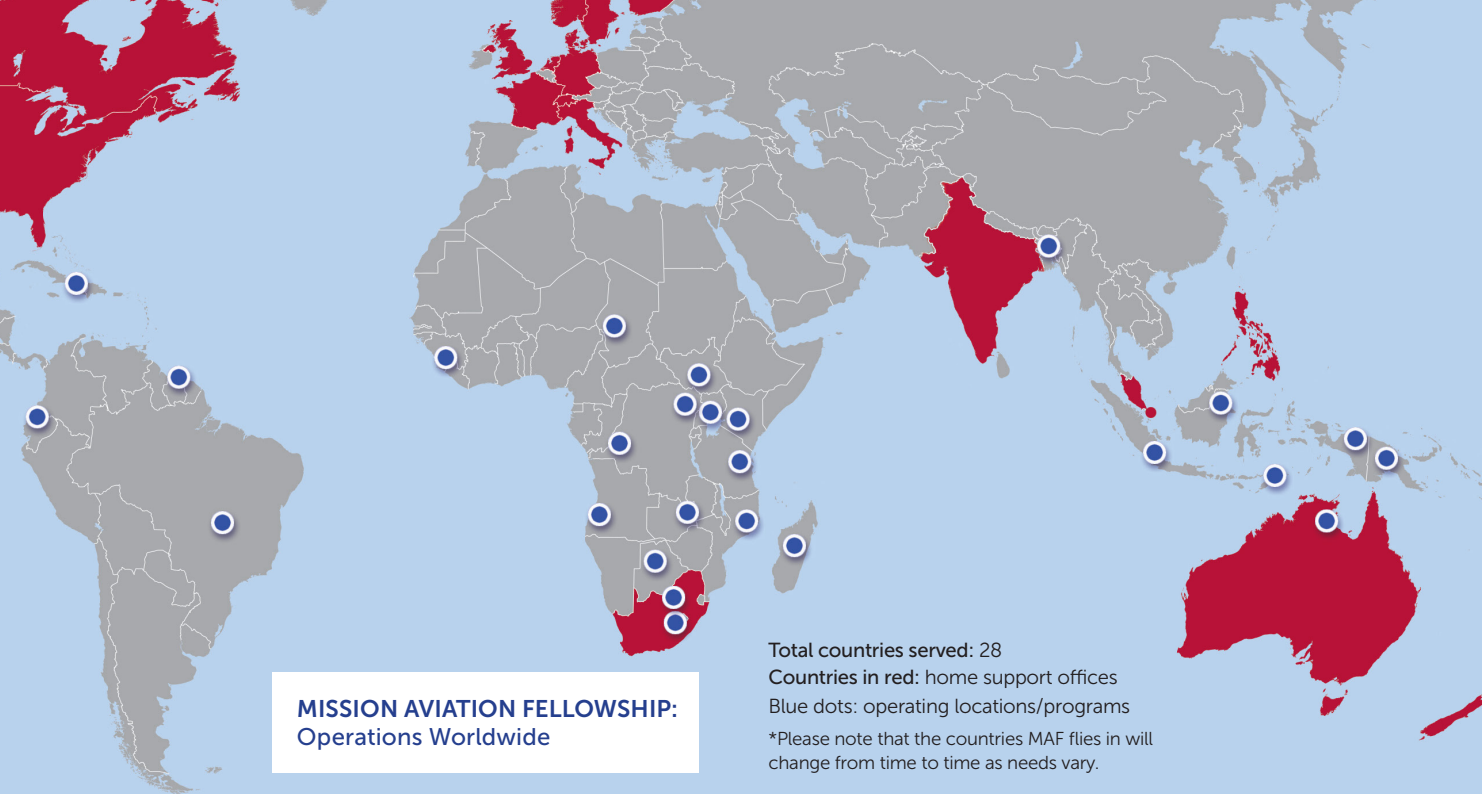 MISSION AVIATION FELLOWSHIP:
Operations Worldwide
Total countries served: 28
Countries in red: home support offices
Blue dots: operating locations/programs
*Please note that the countries MAF flies in will
change from time to time as needs vary.